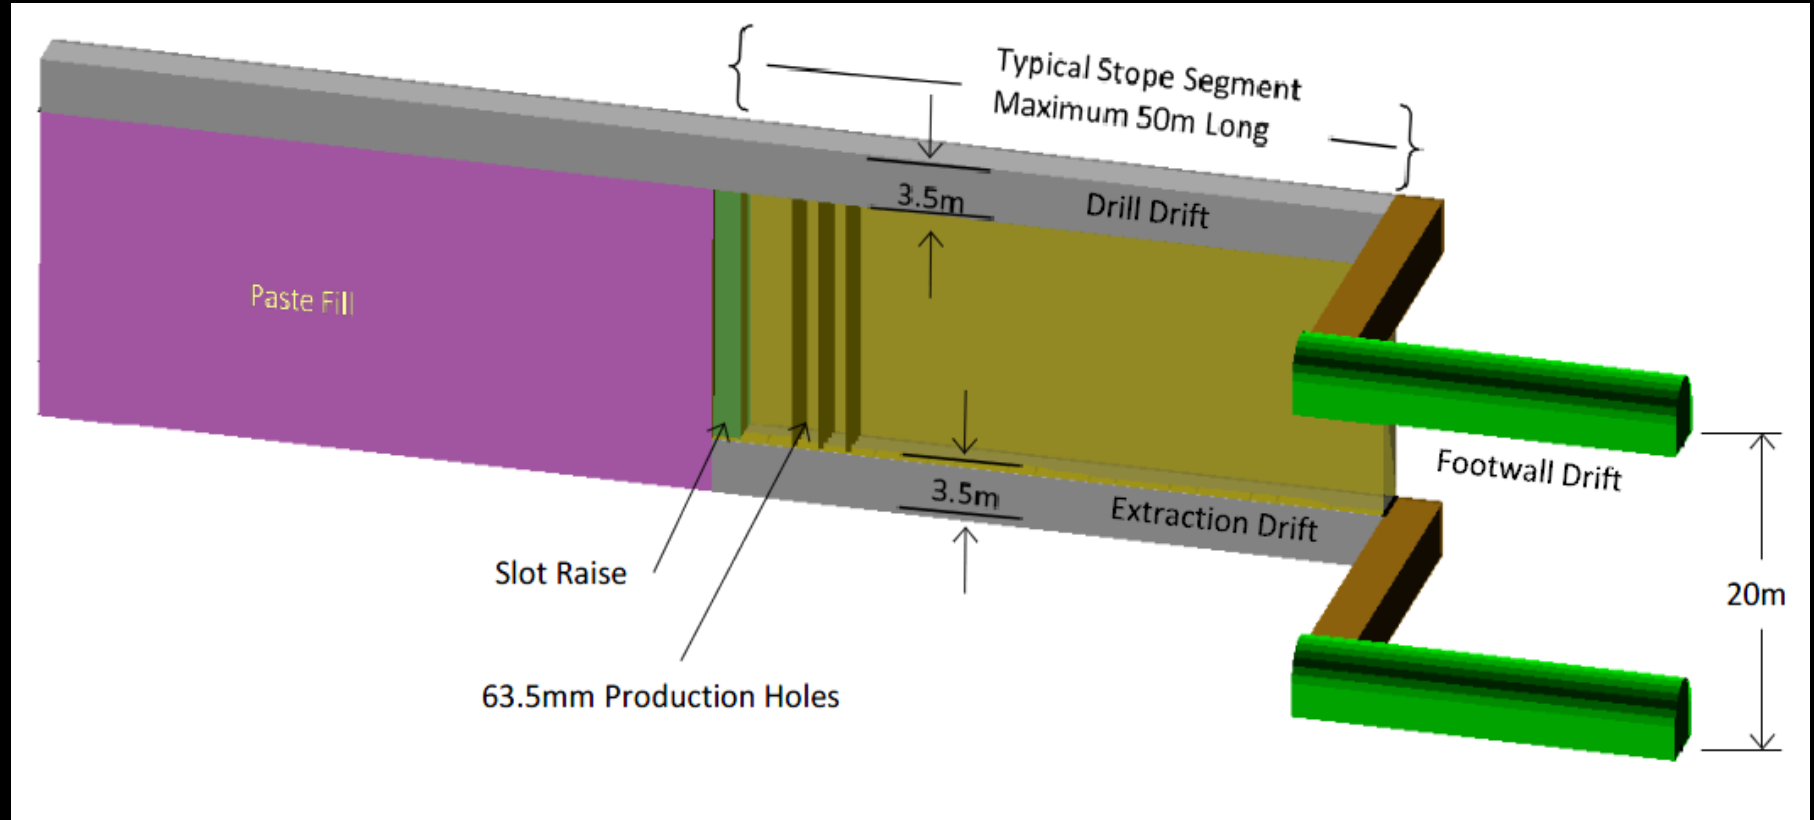 Typical Stope Segment
Maximum 50m Long
3.5m
Drill Drift
Paste Fill
Footwall Drift
3.5m
Extraction Drift
Slot Raise
20m
63.5mm Production Holes